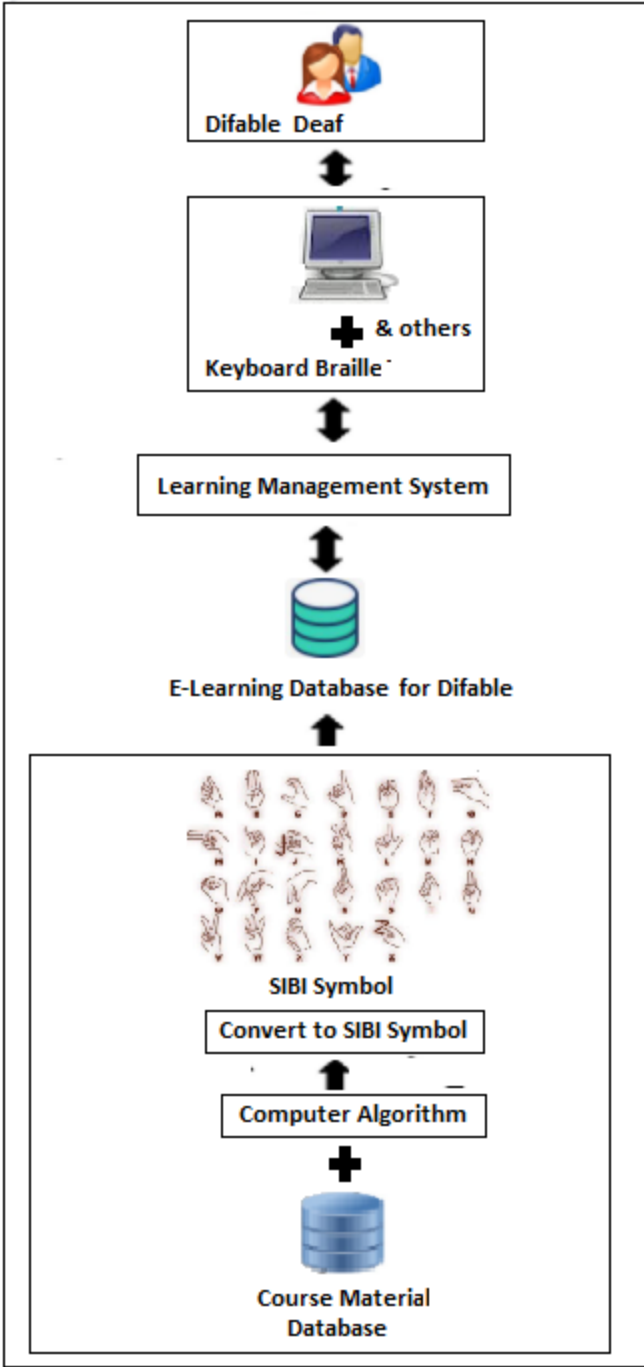 Difable Deaf
& others
Keyboard Braille
Learning Management System
E-Learning Database for Difable
SIBI Symbol
Convert to SIBI Symbol
Computer Algorithm
Course Material
Database